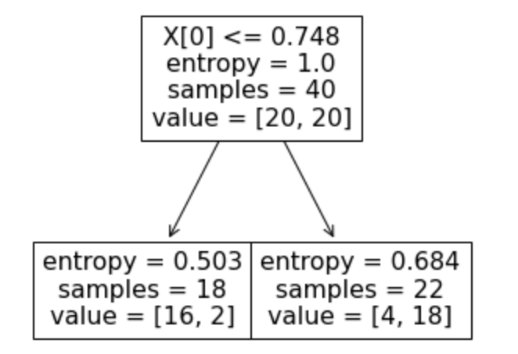 X[0] <= 0.748
entropy = 1.0
samples = 40
value = [20, 20]
entropy = 0.503
samples = 18
value = [16, 2]
entropy = 0.684
samples = 22
value = [4, 18]